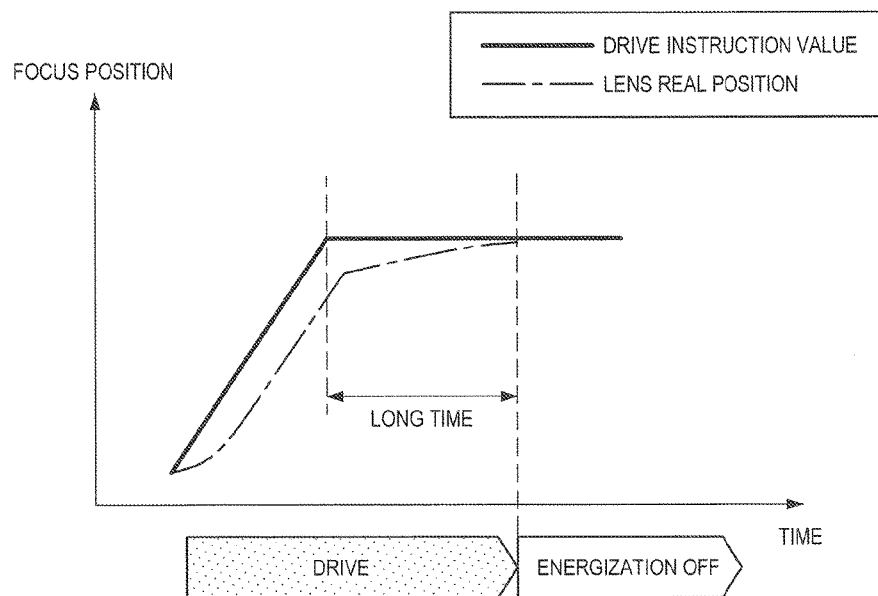 DRIVE INSTRUCTION VALUE
LENS REAL POSITION
FOCUS POSITION
LONG TIME
TIME
DRIVE
ENERGIZATION OFF